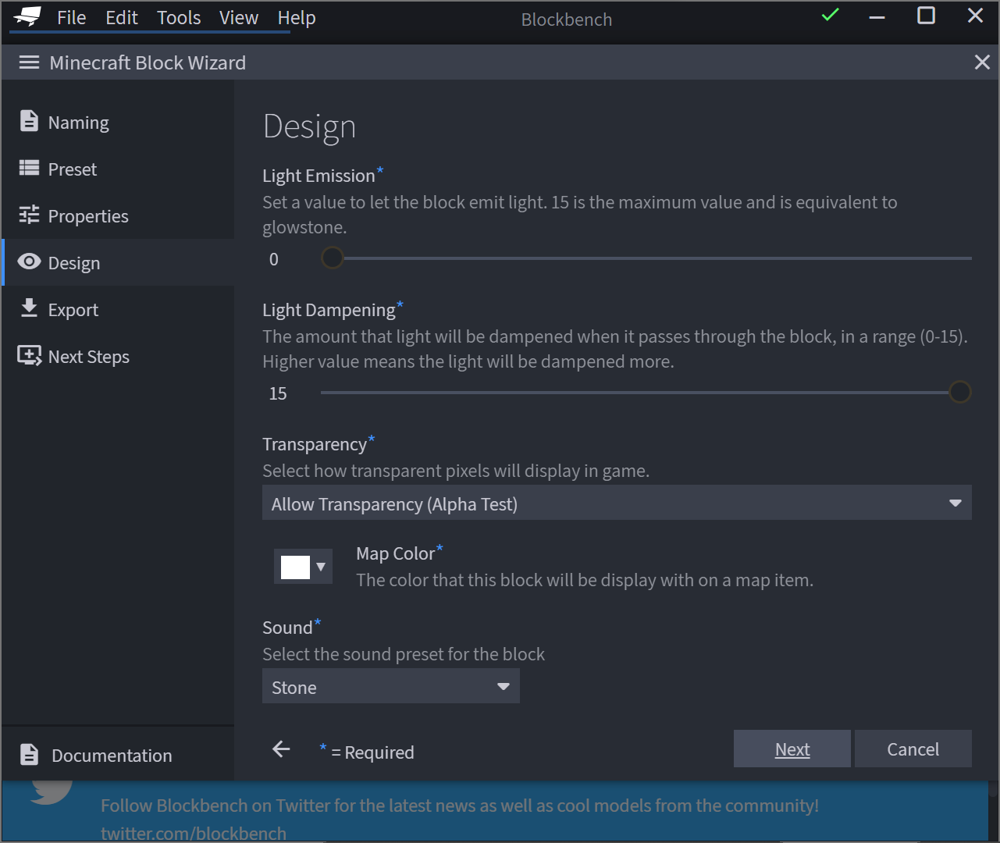 File Edit Tools View Help
Blockbench
Minecraft Block Wizard
Naming
Preset
Properties
Design
Export
Next Steps
Documentation
Design
Light Emission*
Set a value to let the block emit light. 15 is the maximum value and is equivalent to
glowstone.
0
Light Dampening*
The amount that light will be dampened when it passes through the block, in a range (0-15).
Higher value means the light will be dampened more.
15
Transparency*
Select how transparent pixels will display in game.
Allow Transparency (Alpha Test)
Map Color*
The color that this block will be display with on a map item.
Sound*
Select the sound preset for the block
Stone
* = Required
Next
Cancel
Follow Blockbench on Twitter for the latest news as well as cool models from the community!
twitter.com/blockbench